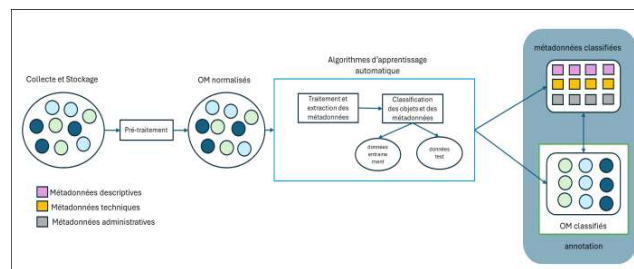 Collecte et Stockage
Pré-traitement
OM normalisés
Algorithmes d'apprentissage
automatique
Traitement et
extraction des
métadonnées
Classification
des objets et des
métadonnées
données
entraine
ment
données
test
métadonnées classifiées
OM classifiés
annotation
Métadonnées descriptives
Métadonnées techniques
Métadonnées administratives